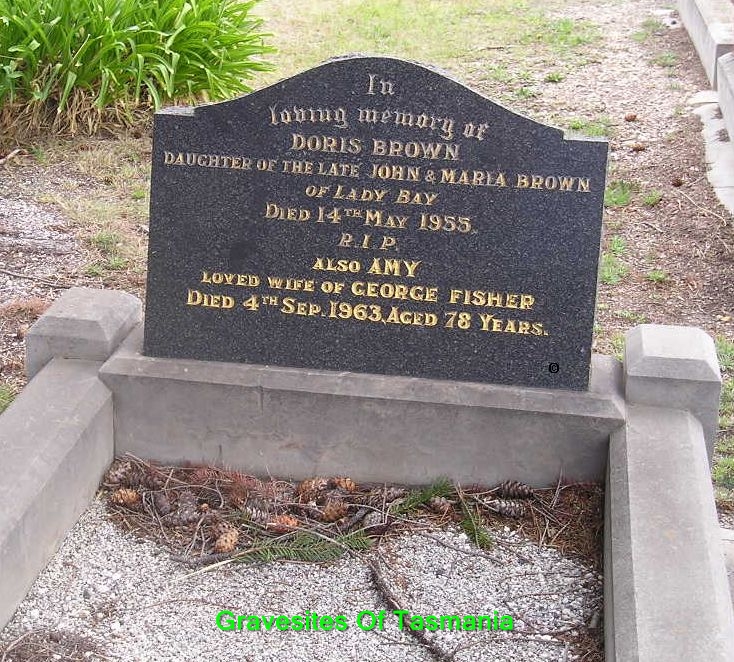 In
loving memory of
DORIS BROWN
DAUGHTER OF THE LATE JOHN & MARIA BROWN
OF LADY BAY
DIED 14TH MAY 1955.
R.I.P.
ALSO AMY
LOVED WIFE OF GEORGE FISHER
DIED 4TH SEP. 1963, AGED 78 YEARS.
Gravesites Of Tasmania